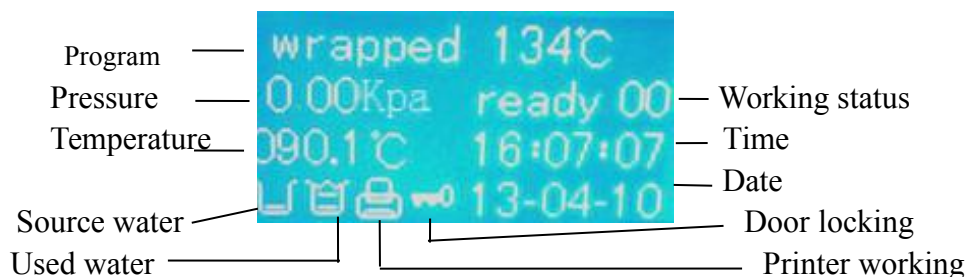 Program
wrapped 134℃
Pressure
0.00Kpa ready 00
Working status
Temperature
090.1℃ 16:07:07
Time
13-04-10
Date
Source water
Door locking
Used water
Printer working